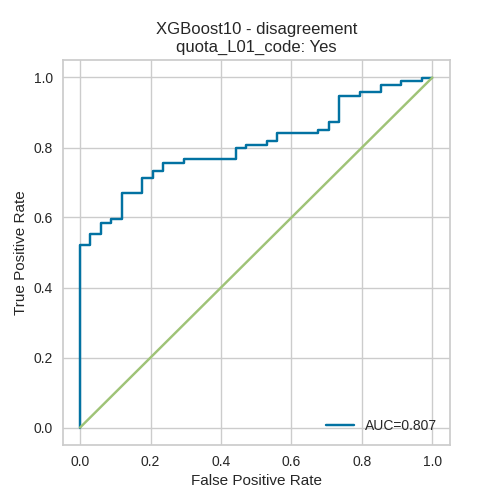 XGBoost10 - disagreement
quota_L01_code: Yes
True Positive Rate
1.0
0.8
0.6
0.4
0.2
0.0
AUC=0.807
0.0 0.2 0.4 0.6 0.8 1.0
False Positive Rate